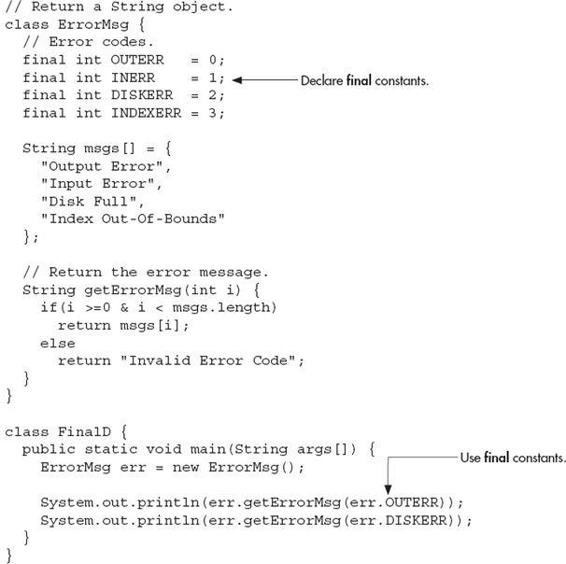 // Return a String object.
class ErrorMsg {
  // Error codes.
  final int OUTERR   = 0;
  final int INERR    = 1;
Declare final constants.
  final int DISKERR  = 2;
  final int INDEXERR = 3;

  String msgs[] = {
    "Output Error",
    "Input Error",
    "Disk Full",
    "Index Out-Of-Bounds"
  };

  // Return the error message.
  String getErrorMsg(int i) {
    if(i >=0 & i < msgs.length)
      return msgs[i];
    else
      return "Invalid Error Code";
  }
}

class FinalD {
  public static void main(String args[]) {
    ErrorMsg err = new ErrorMsg();
Use final constants.

    System.out.println(err.getErrorMsg(err.OUTERR));
    System.out.println(err.getErrorMsg(err.DISKERR));
  }
}